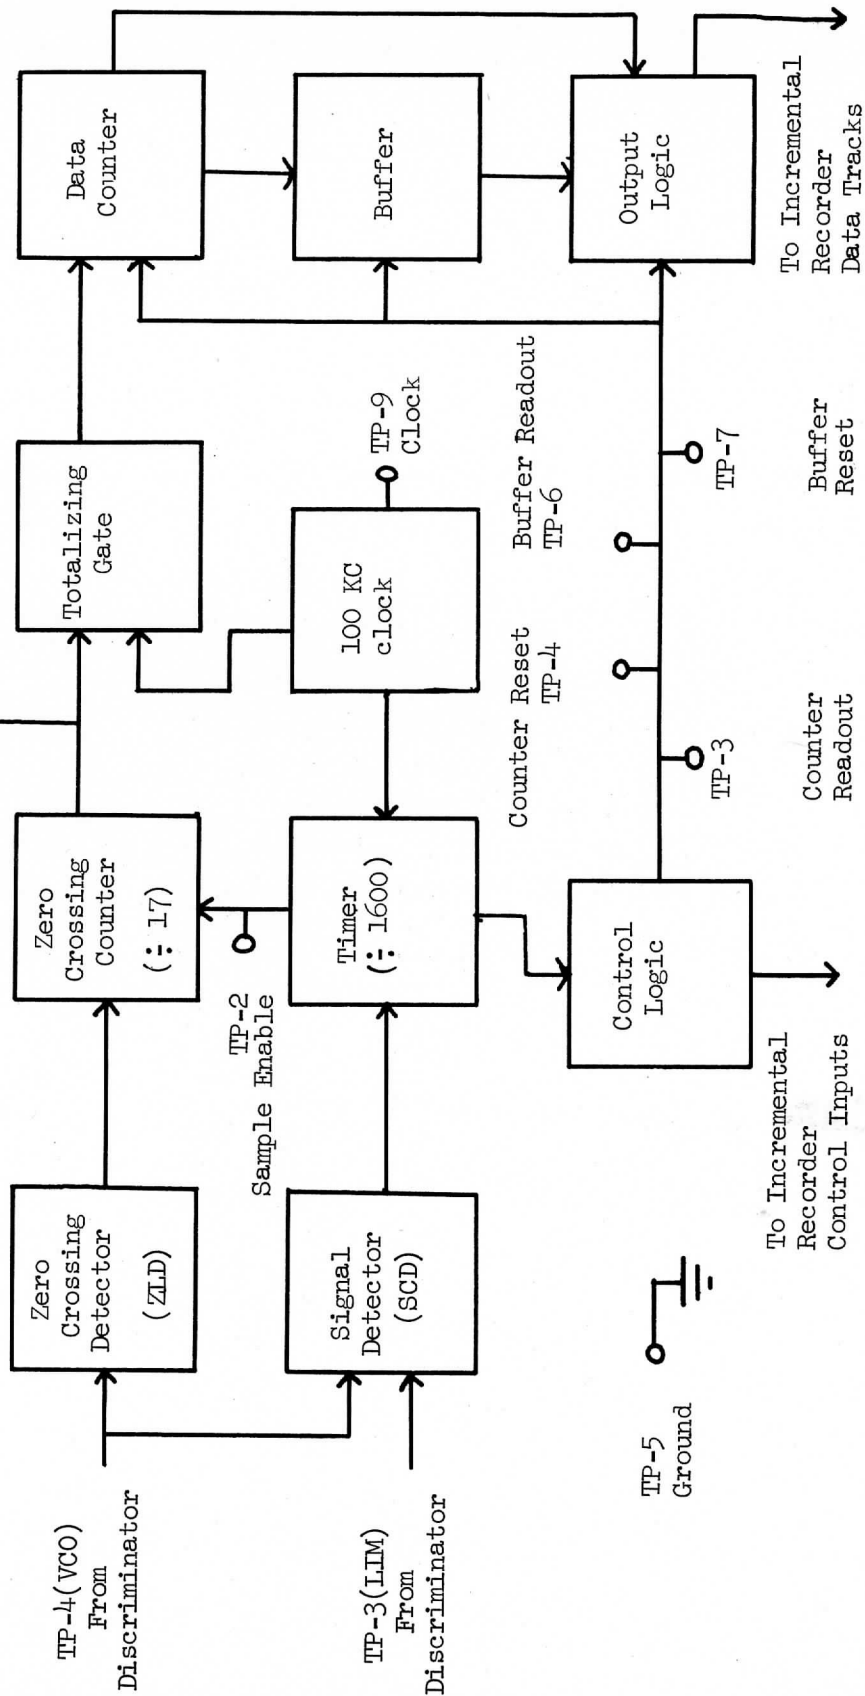 TP-4(VCO)
From
Discriminator
Zero
Crossing
Detector
(ZLD)
Zero
Crossing
Counter
(÷ 17)
Totalizing
Gate
Data
Counter
TP-3(LIM)
From
Discriminator
Signal
Detector
(SCD)
TP-2
Sample Enable
Timer
(÷ 1600)
100 KC
clock
TP-9
Clock
Buffer
TP-5
Ground
Control
Logic
Counter Reset
TP-4
Buffer Readout
TP-6
Output
Logic
TP-3
TP-7
To Incremental
Recorder
Control Inputs
Counter
Readout
Buffer
Reset
To Incremental
Recorder
Data Tracks